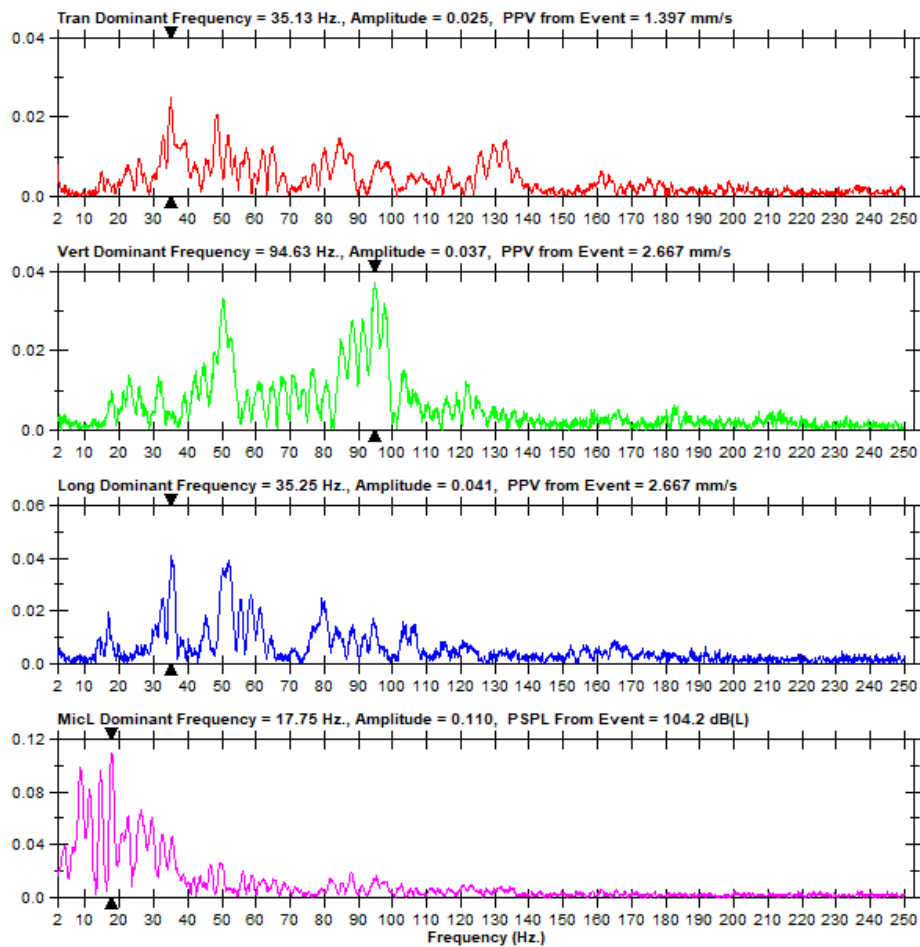 Tran Dominant Frequency = 35.13 Hz., Amplitude = 0.025, PPV from Event = 1.397 mm/s
0.04
0.02
0.0
2 10 20 30 40 50 60 70 80 90 100 110 120 130 140 150 160 170 180 190 200 210 220 230 240 250
Vert Dominant Frequency = 94.63 Hz., Amplitude = 0.037, PPV from Event = 2.667 mm/s
0.04
0.02
0.0
2 10 20 30 40 50 60 70 80 90 100 110 120 130 140 150 160 170 180 190 200 210 220 230 240 250
Long Dominant Frequency = 35.25 Hz., Amplitude = 0.041, PPV from Event = 2.667 mm/s
0.06
0.04
0.02
0.0
2 10 20 30 40 50 60 70 80 90 100 110 120 130 140 150 160 170 180 190 200 210 220 230 240 250
MicL Dominant Frequency = 17.75 Hz., Amplitude = 0.110, PSPL From Event = 104.2 dB(L)
0.12
0.08
0.04
0.0
2 10 20 30 40 50 60 70 80 90 100 110 120 130 140 150 160 170 180 190 200 210 220 230 240 250
Frequency (Hz.)